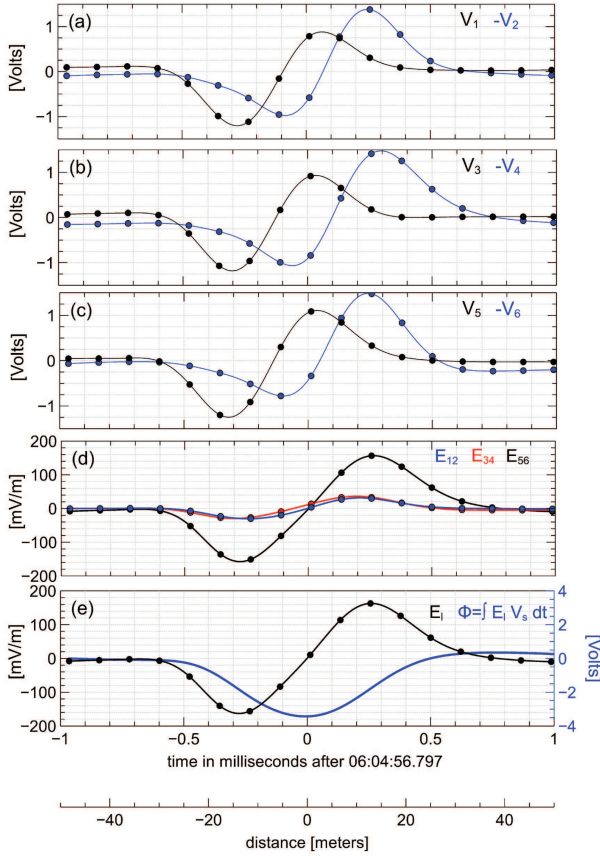 (a) V₁ -V₂
[Volts]
1
0
−1
(b) V₃ -V₄
[Volts]
1
0
−1
(c) V₅ -V₆
[Volts]
1
0
−1
(d) E₁₂ E₃₄ E₅₆
[mV/m]
200
100
0
−100
−200
(e) Eₗ Φ=∫ Eₗ Vₛ dt
[mV/m]
200
100
0
−100
−200
4
2
0
−2
−4
[Volts]
−1 −0.5 0 0.5 1
time in milliseconds after 06:04:56.797
−40 −20 0 20 40
distance [meters]